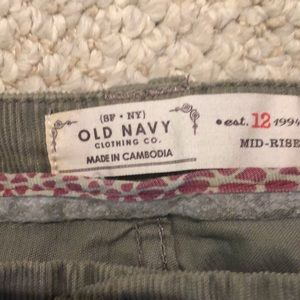 (SF • NY)
OLD NAVY
CLOTHING CO.
MADE IN CAMBODIA
• est. 12 1994
MID-RISE